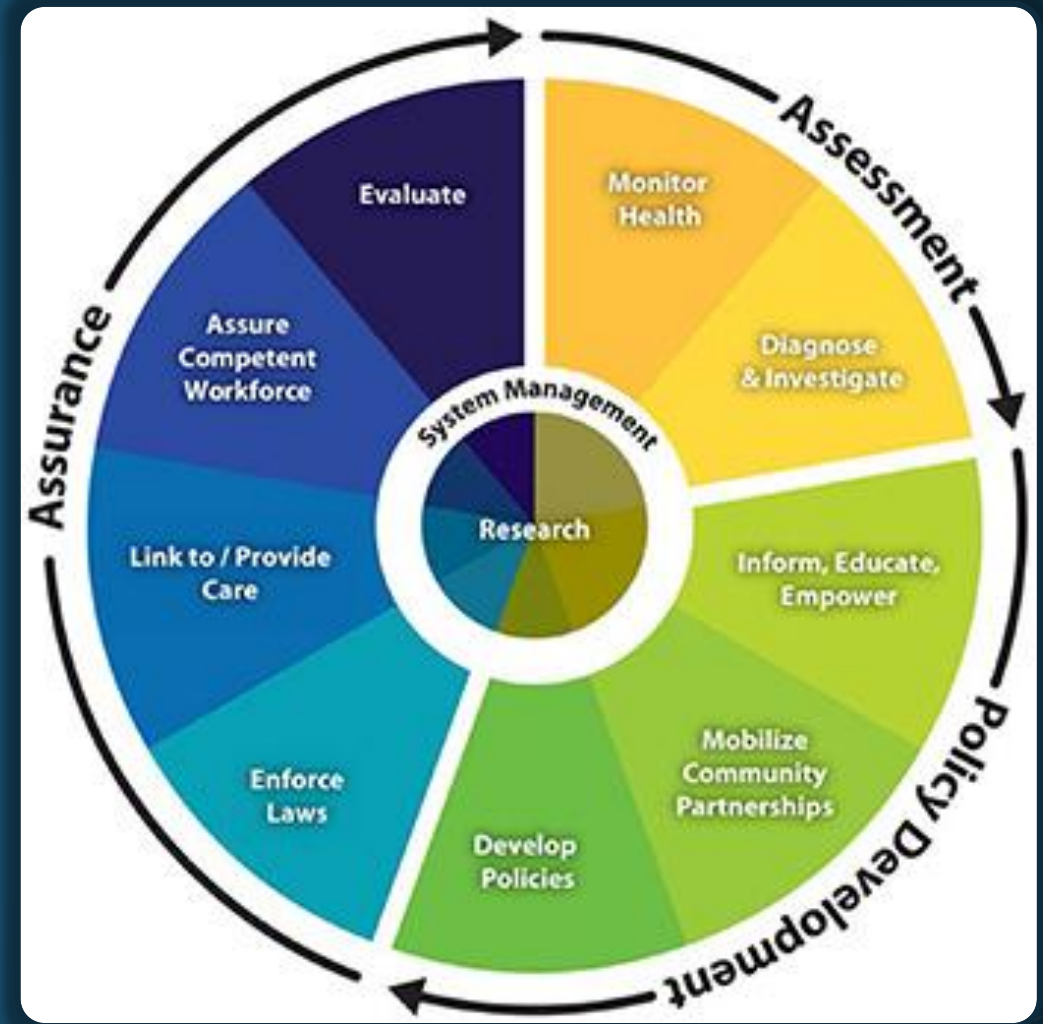 Assessment
Monitor
Health
Diagnose
& Investigate
Policy Development
Inform, Educate,
Empower
Mobilize
Community
Partnerships
Develop
Policies
Assurance
Enforce
Laws
Link to / Provide
Care
Assure
Competent
Workforce
Evaluate
System Management
Research